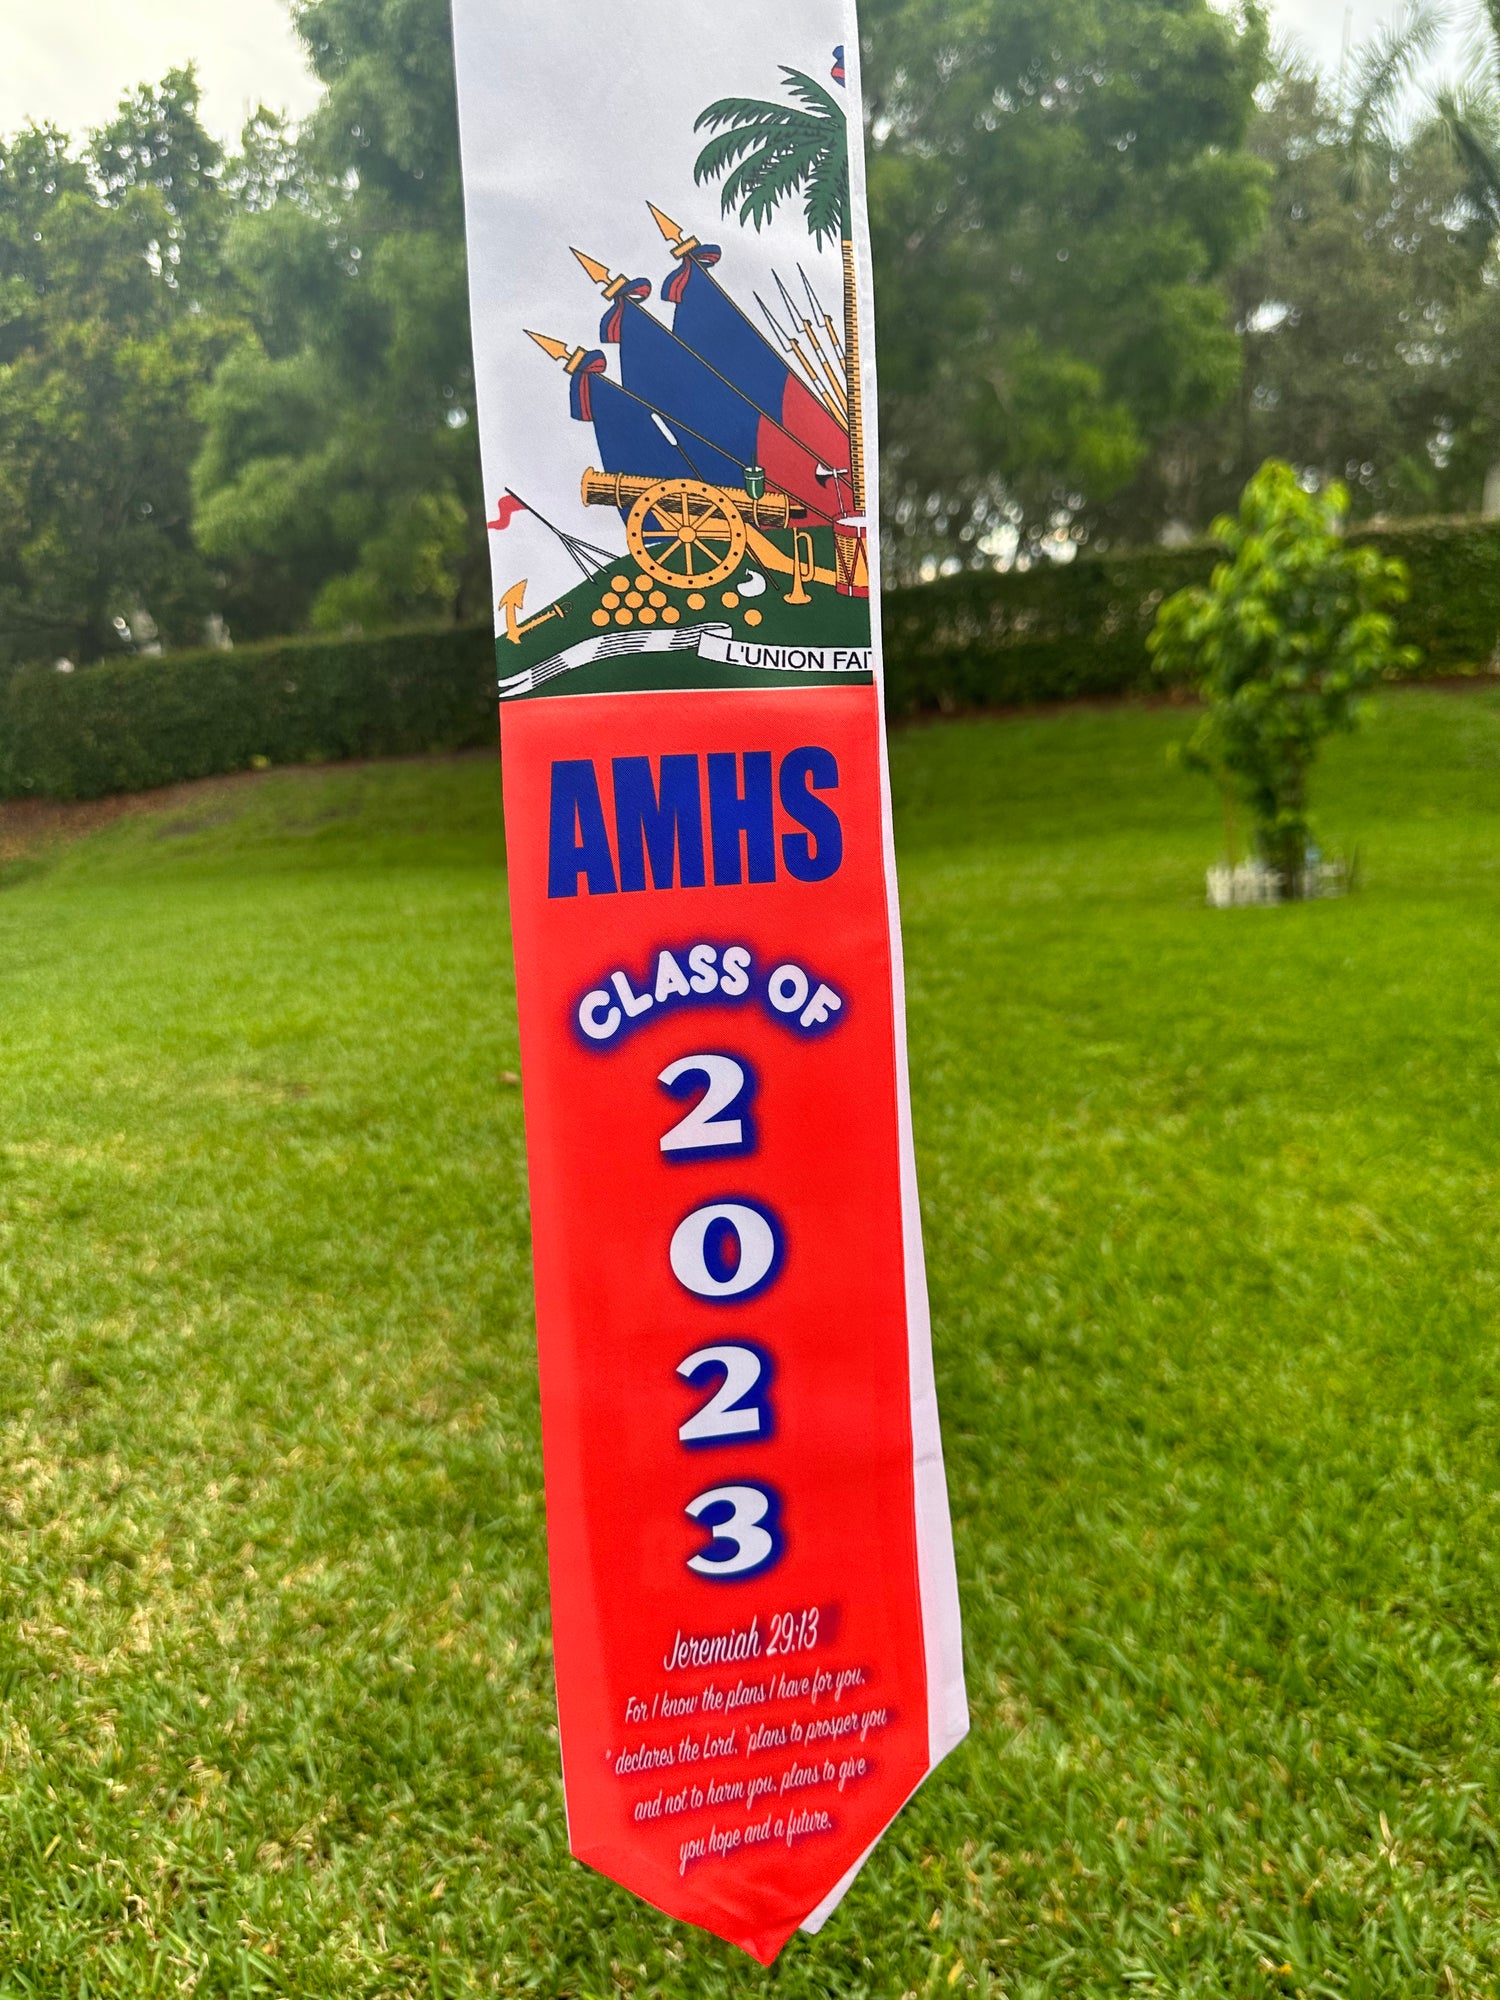 L'UNION FAIT
AMHS
CLASS OF
2
0
2
3
Jeremiah 29:13
For I know the plans I have for you,
" declares the Lord, "plans to prosper you
and not to harm you, plans to give
you hope and a future.